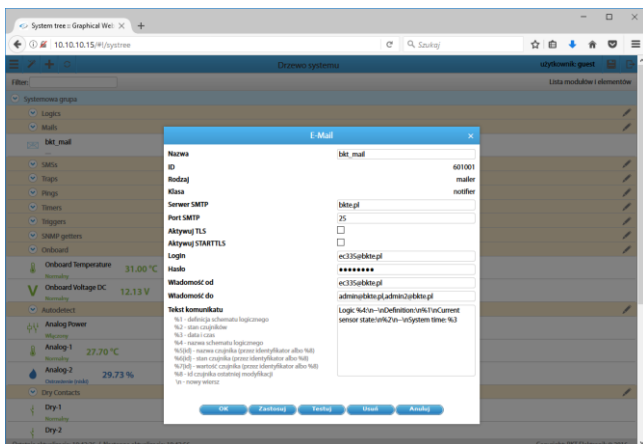 System tree :: Graphical Wel
10.10.10.15/#!/systree
Szukaj
Drzewo systemu
użytkownik: guest
Filter:
Lista modułów i elementów
Systemowa grupa
Logics
Mails
bkt_mail
SMSs
Traps
Pings
Timers
Triggers
SNMP getters
Onboard
Onboard Temperature
31.00 °C
Normalny
Onboard Voltage DC
12.13 V
Normalny
Autodetect
Analog Power
Włączony
Analog-1
27.70 °C
Normalny
Analog-2
29.73 %
Dry Contacts
Dry-1
Normalny
Dry-2
E-Mail
Nazwa
bkt_mail
ID
601001
Rodzaj
mailer
Klasa
notifier
Serwer SMTP
bkte.pl
Port SMTP
25
Aktywuj TLS
Aktywuj STARTTLS
Login
ec335@bkte.pl
Hasło
●●●●●●●●
Wiadomość od
ec335@bkte.pl
Wiadomość do
admin@bkte.pl,admin2@bkte.pl
Tekst komunikatu
Logic %4:\n--\nDefinition:\n%1\nCurrent
sensor state:\n%2\n--\nSystem time: %3
%1 - definicja schematu logicznego
%2 - stan czujników
%3 - data i czas
%4 - nazwa schematu logicznego
%5(id) - nazwa czujnika (przez identyfikator albo %8)
%6(id) - stan czujnika (przez identyfikator albo %8)
%7(id) - wartość czujnika (przez identyfikator albo %8)
%8 - id czujnika ostatniej modyfikacji
\n - nowy wiersz
OK
Zastosuj
Testuj
Usuń
Anuluj